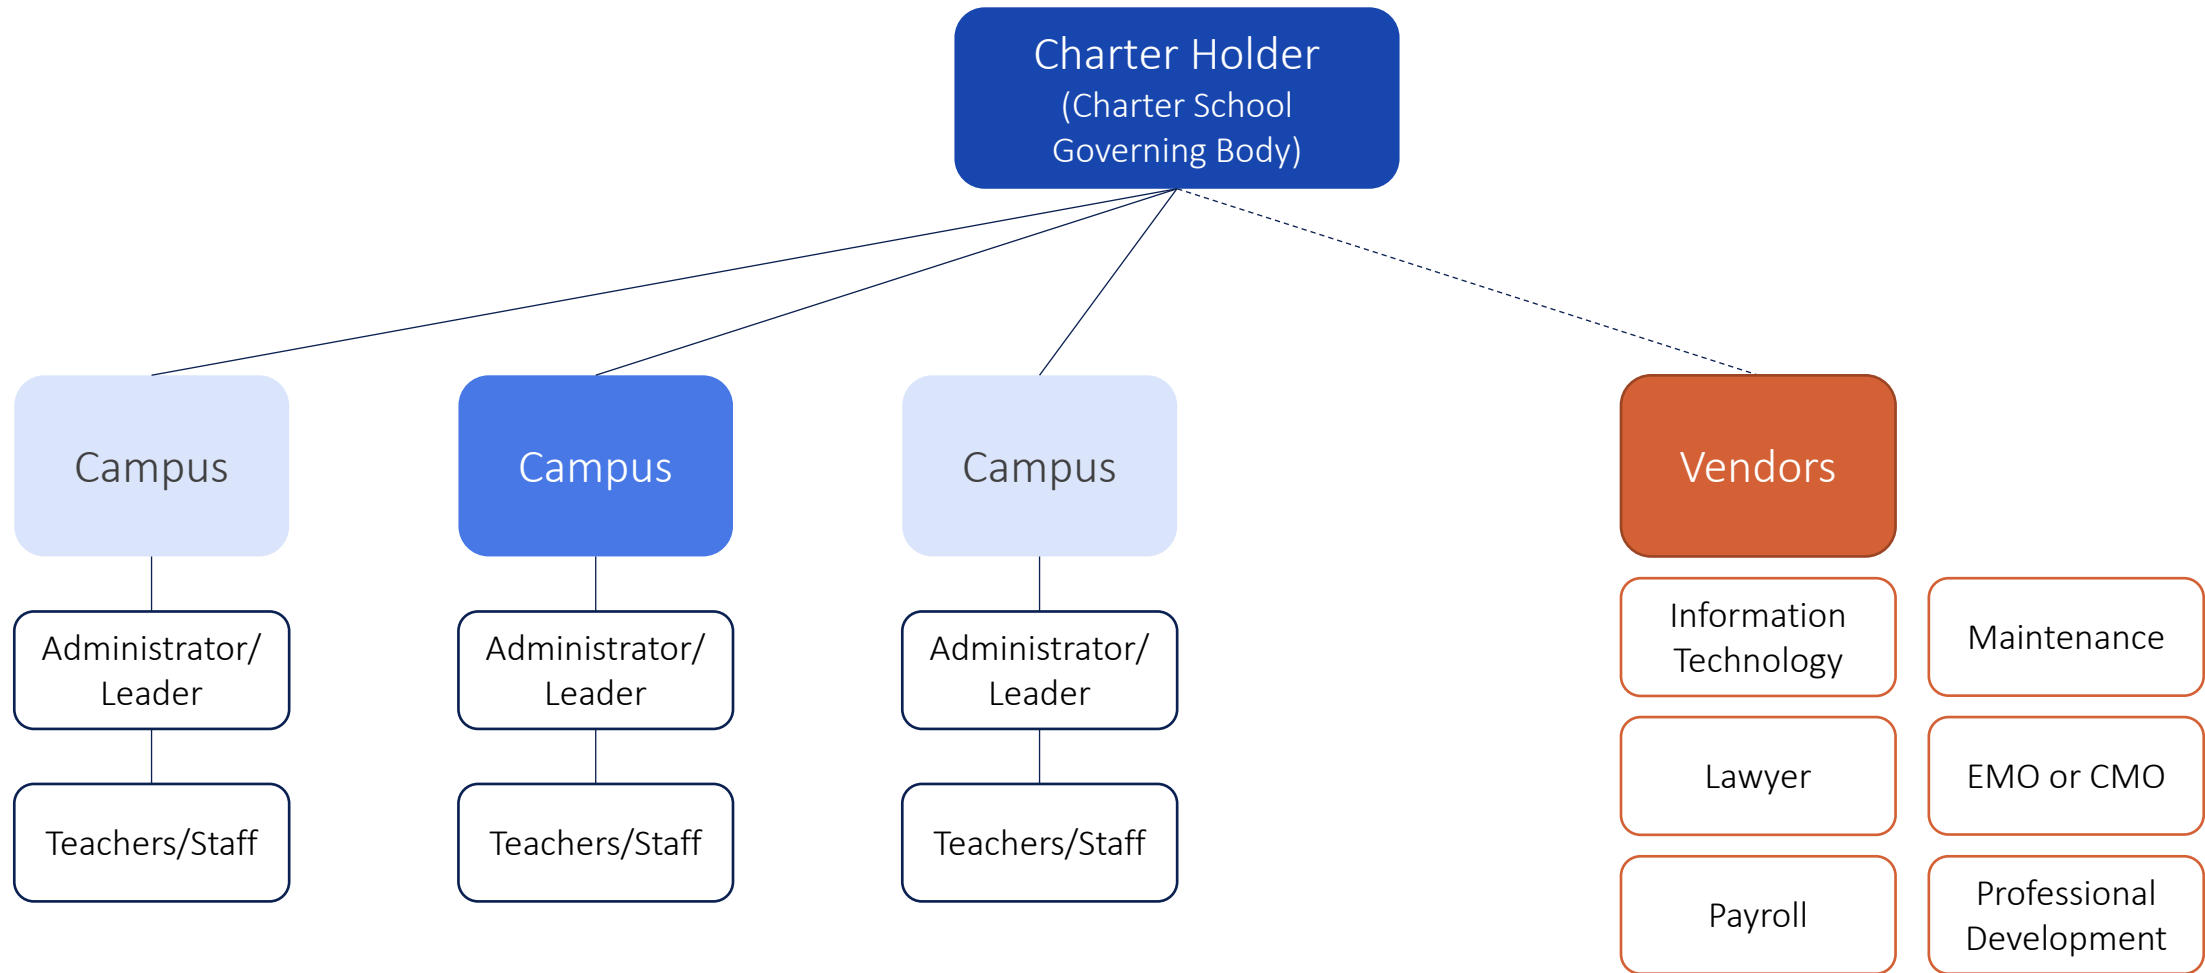 Charter Holder
(Charter School
Governing Body)
Campus
Campus
Campus
Vendors
Administrator/
Leader
Administrator/
Leader
Administrator/
Leader
Teachers/Staff
Teachers/Staff
Teachers/Staff
Information
Technology
Maintenance
Lawyer
EMO or CMO
Payroll
Professional
Development